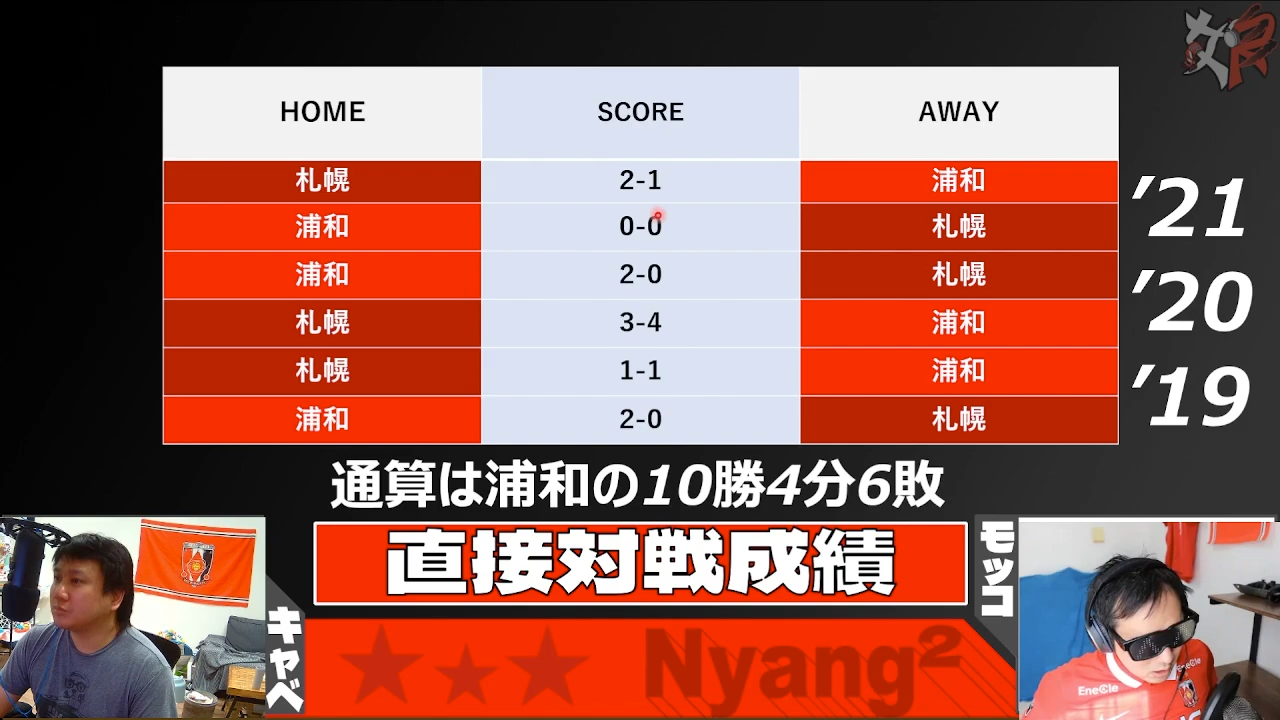 HOME SCORE AWAY
札幌 2-1 浦和
'21
浦和 0-0 札幌
浦和 2-0 札幌
'20
札幌 3-4 浦和
札幌 1-1 浦和
'19
浦和 2-0 札幌
通算は浦和の10勝4分6敗
直接対戦成績
キャベ
モッコ
Nyang²
EneCle
EneCle